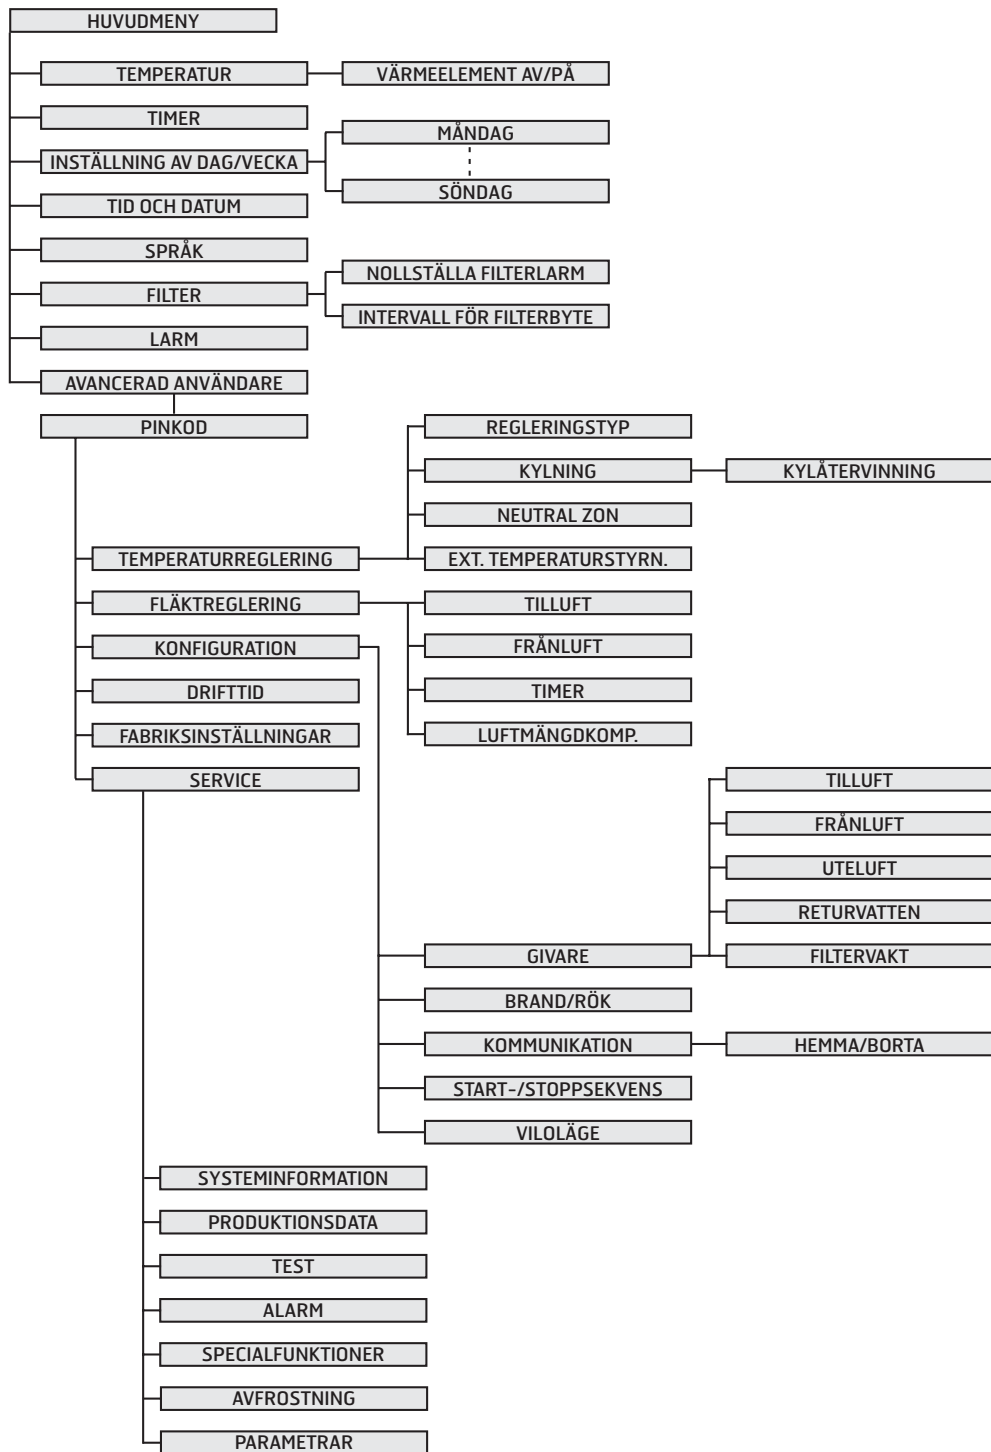 HUVUDMENY
TEMPERATUR
VÄRMEELEMENT AV/PÅ
TIMER
INSTÄLLNING AV DAG/VECKA
MÅNDAG
SÖNDAG
TID OCH DATUM
SPRÅK
FILTER
NOLLSTÄLLA FILTERLARM
INTERVALL FÖR FILTERBYTE
LARM
AVANCERAD ANVÄNDARE
PINKOD
TEMPERATURREGLERING
REGLERINGSTYP
KYLNING
KYLÅTERVINNING
NEUTRAL ZON
EXT. TEMPERATURSTYRN.
FLÄKTREGLERING
TILLUFT
FRÅNLUFT
TIMER
LUFTMÄNGDKOMP.
KONFIGURATION
GIVARE
TILLUFT
FRÅNLUFT
UTELUFT
RETURVATTEN
FILTERVAKT
BRAND/RÖK
KOMMUNIKATION
HEMMA/BORTA
START-/STOPPSEKVENS
VILOLÄGE
DRIFTTID
FABRIKSINSTÄLLNINGAR
SERVICE
SYSTEMINFORMATION
PRODUKTIONSDATA
TEST
ALARM
SPECIALFUNKTIONER
AVFROSTNING
PARAMETRAR